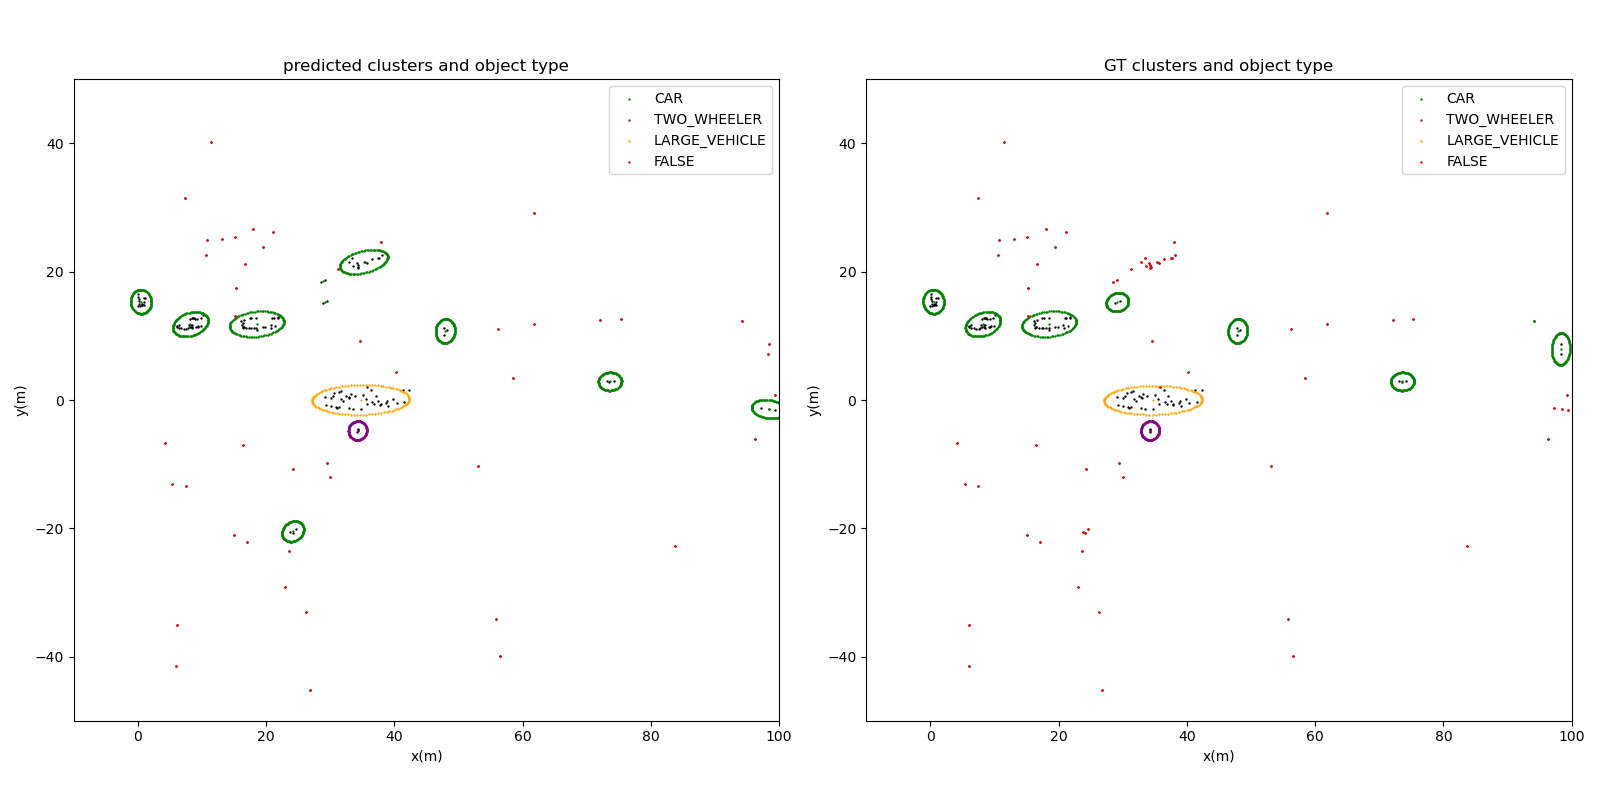 predicted clusters and object type
CAR
TWO_WHEELER
LARGE_VEHICLE
FALSE
40
20
0
−20
−40
y(m)
0
20
40
60
80
100
x(m)
GT clusters and object type
CAR
TWO_WHEELER
LARGE_VEHICLE
FALSE
40
20
0
−20
−40
y(m)
0
20
40
60
80
100
x(m)